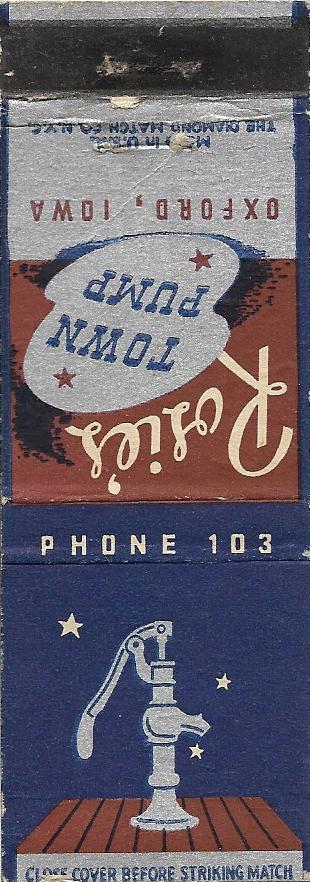 Rosie's
TOWN
PUMP
OXFORD, IOWA
MADE IN U.S.A.
THE DIAMOND MATCH CO. N.Y.C.
PHONE 103
CLOSE COVER BEFORE STRIKING MATCH